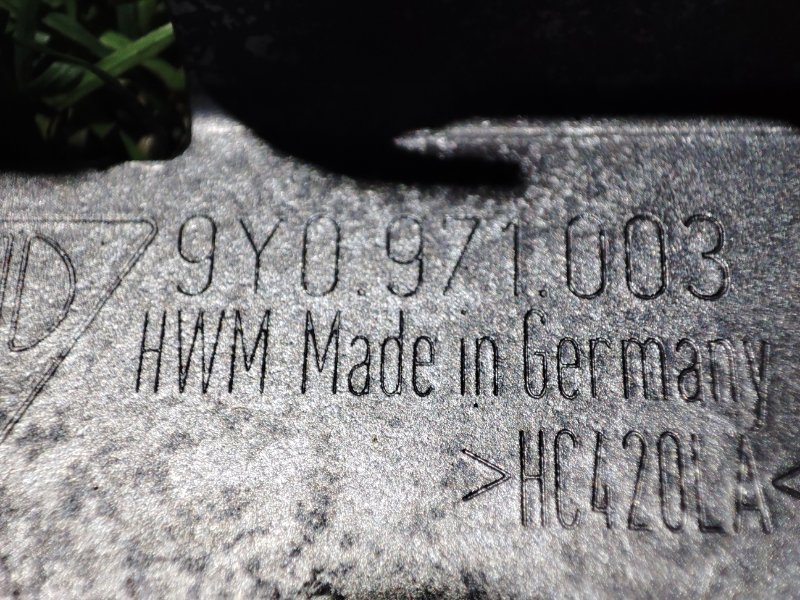 9Y0.971.003
HWM Made in Germany
>HC420LA<